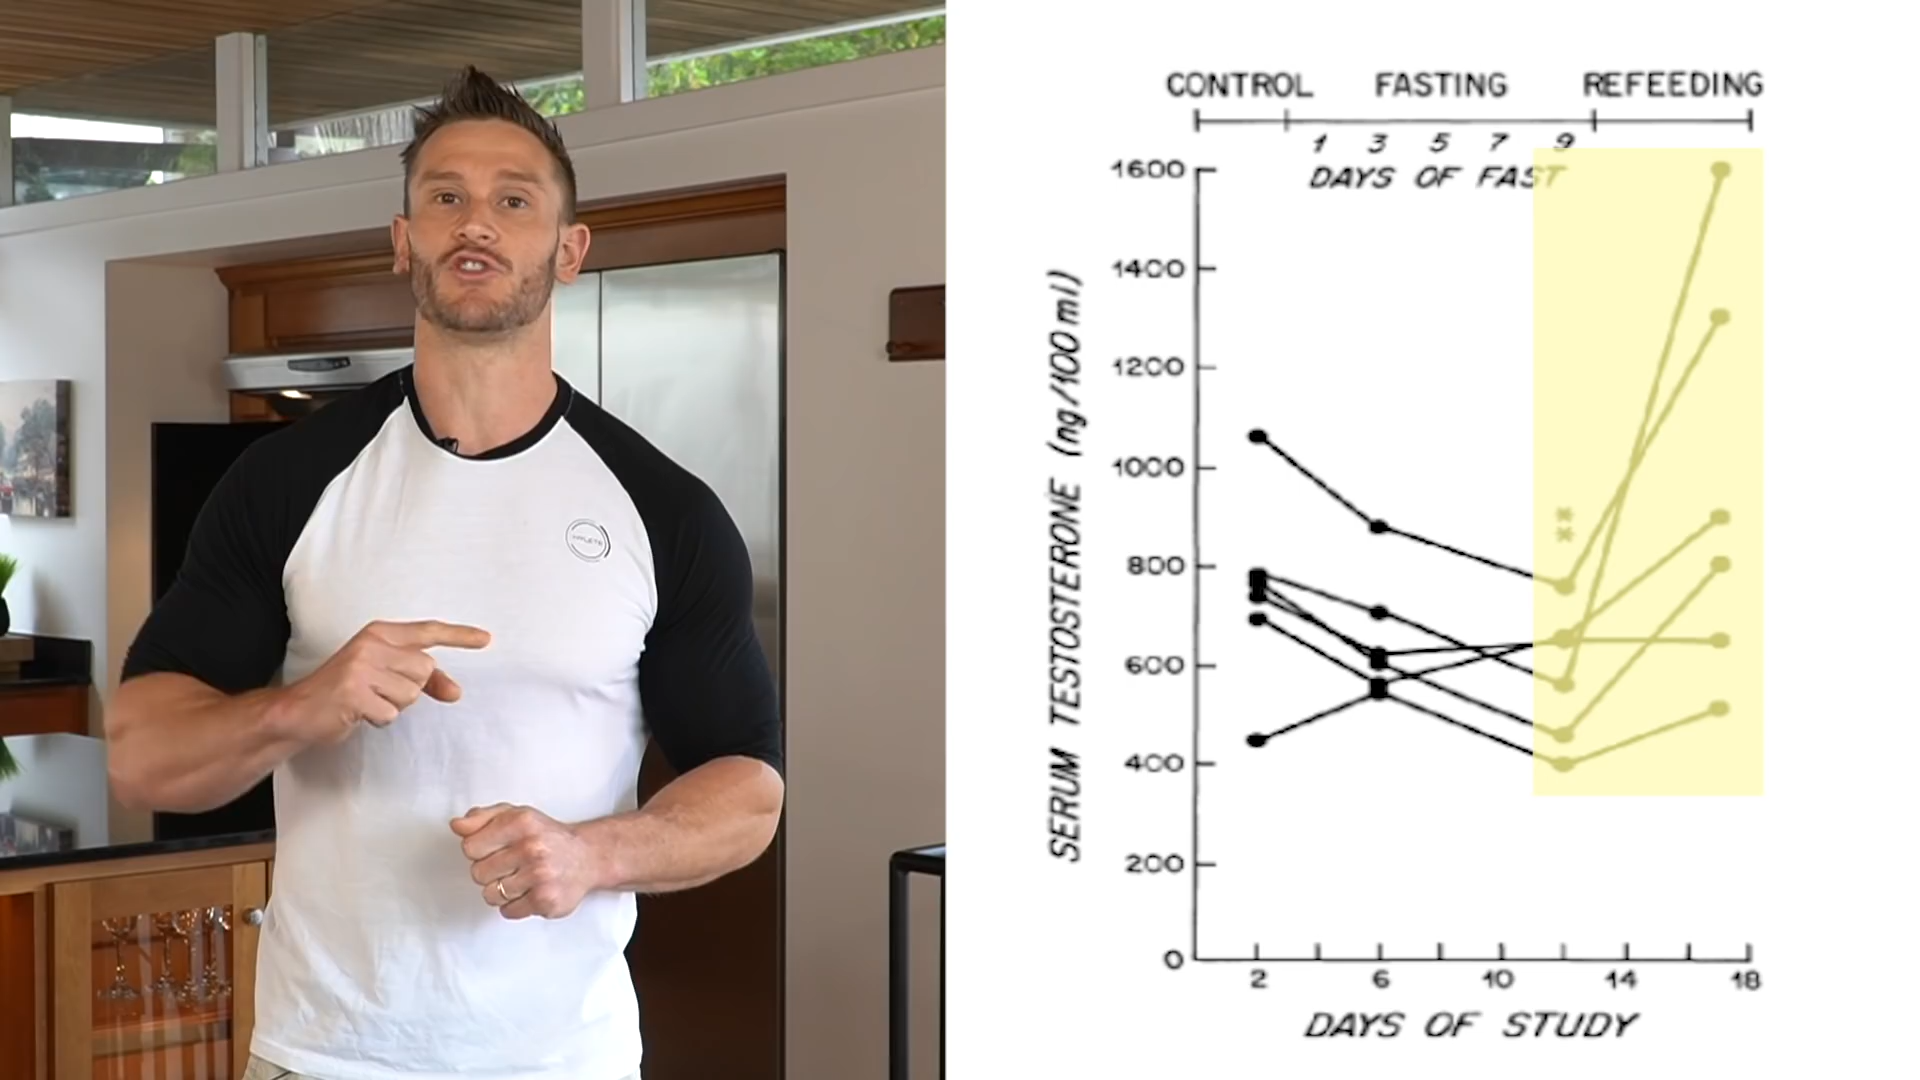 CONTROL FASTING REFEEDING
1 3 5 7 9
DAYS OF FAST
1600
1400
1200
1000
800
600
400
200
0
SERUM TESTOSTERONE (ng/100 ml)
**
2 6 10 14 18
DAYS OF STUDY